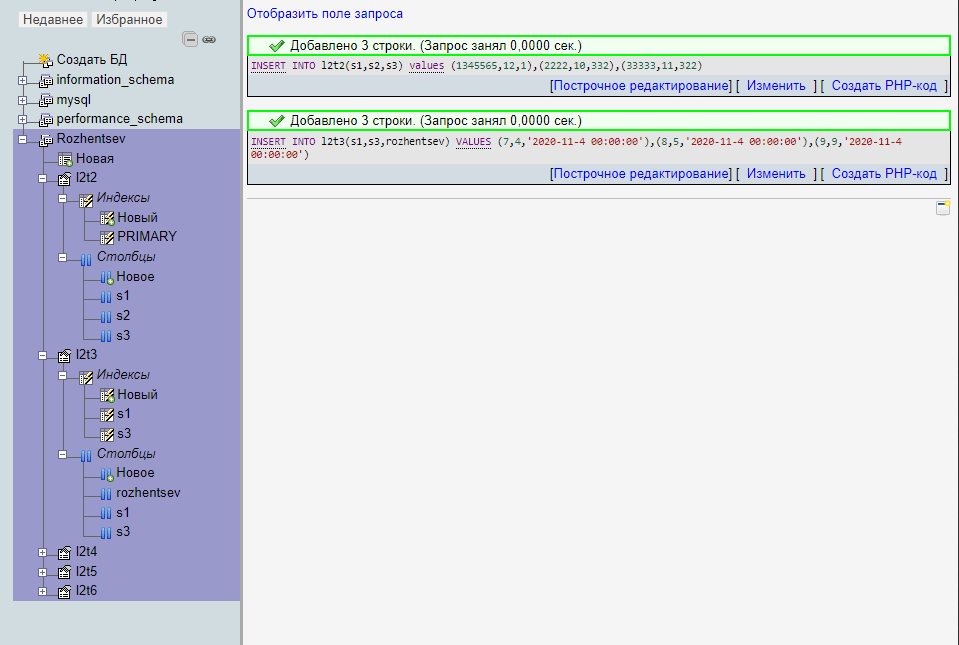 Недавнее Избранное
Создать БД
information_schema
mysql
performance_schema
Rozhentsev
Новая
l2t2
Индексы
Новый
PRIMARY
Столбцы
Новое
s1
s2
s3
l2t3
Индексы
Новый
s1
s3
Столбцы
Новое
rozhentsev
s1
s3
l2t4
l2t5
l2t6
Отобразить поле запроса
Добавлено 3 строки. (Запрос занял 0,0000 сек.)
INSERT INTO l2t2(s1,s2,s3) values (1345565,12,1),(2222,10,332),(33333,11,322)
[Построчное редактирование] [ Изменить ] [ Создать PHP-код ]
Добавлено 3 строки. (Запрос занял 0,0000 сек.)
INSERT INTO l2t3(s1,s3,rozhentsev) VALUES (7,4,'2020-11-4 00:00:00'),(8,5,'2020-11-4 00:00:00'),(9,9,'2020-11-4
00:00:00')
[Построчное редактирование] [ Изменить ] [ Создать PHP-код ]